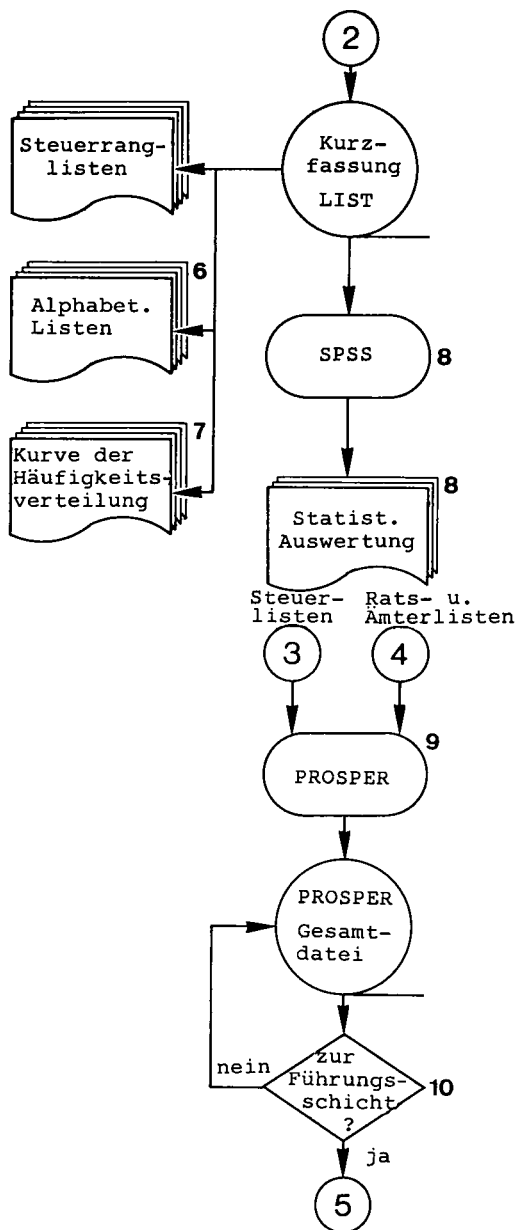 2
Kurz-
fassung
LIST
Steuerrang-
listen
6
Alphabet.
Listen
7
Kurve der
Häufigkeits-
verteilung
SPSS
8
8
Statist.
Auswertung
Steuer-
listen
Rats- u.
Ämterlisten
3
4
9
PROSPER
PROSPER
Gesamt-
datei
nein
zur
Führungs-
schicht
?
10
ja
5